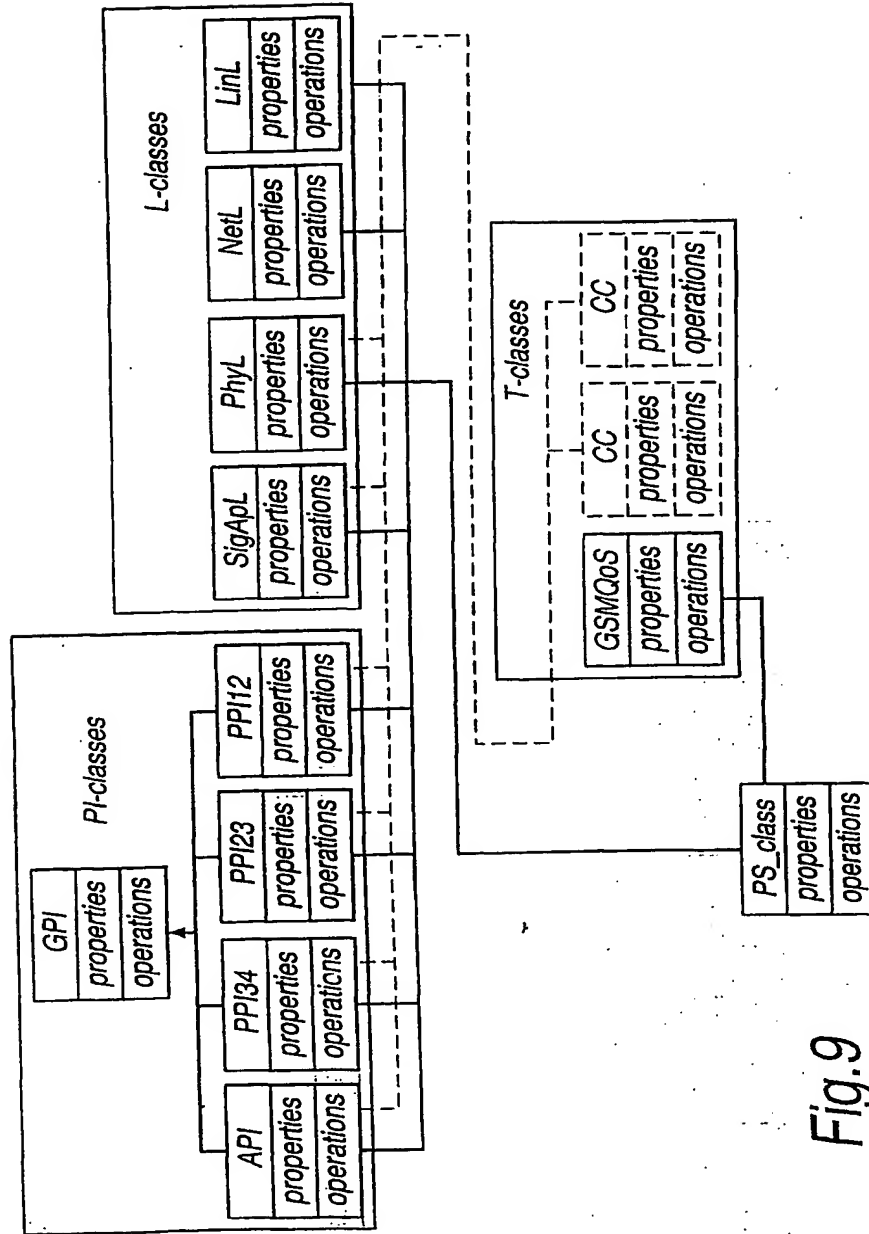 PI-classes
GPI
properties
operations
API
properties
operations
PPI34
properties
operations
PPI23
properties
operations
PPI12
properties
operations
L-classes
SigApL
properties
operations
PhyL
properties
operations
NetL
properties
operations
LinL
properties
operations
T-classes
GSMQoS
properties
operations
CC
properties
operations
CC
properties
operations
PS_class
properties
operations
Fig.9